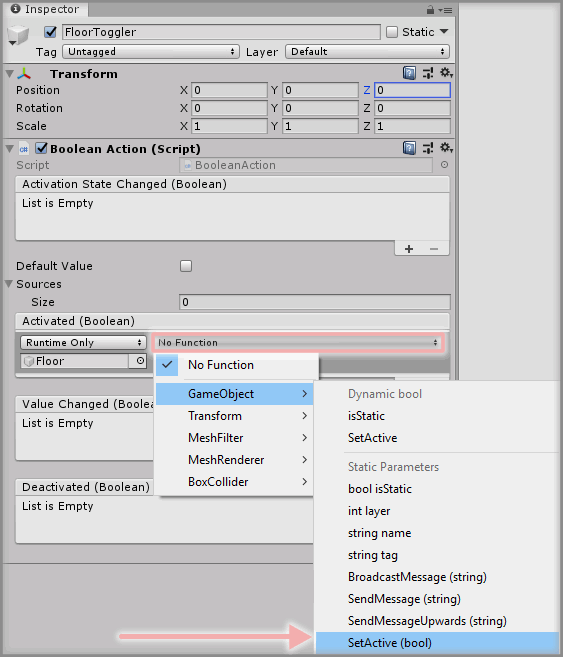 Inspector
FloorToggler
Static
Tag Untagged Layer Default
Transform
Position X 0 Y 0 Z 0
Rotation X 0 Y 0 Z 0
Scale X 1 Y 1 Z 1
Boolean Action (Script)
Script BooleanAction
Activation State Changed (Boolean)
List is Empty
Default Value
Sources
Size 0
Activated (Boolean)
Runtime Only No Function
Floor
No Function
GameObject
Transform
MeshFilter
MeshRenderer
BoxCollider
Dynamic bool
isStatic
SetActive
Static Parameters
bool isStatic
int layer
string name
string tag
BroadcastMessage (string)
SendMessage (string)
SendMessageUpwards (string)
SetActive (bool)
Value Changed (Boolea
List is Empty
Deactivated (Boolean)
List is Empty